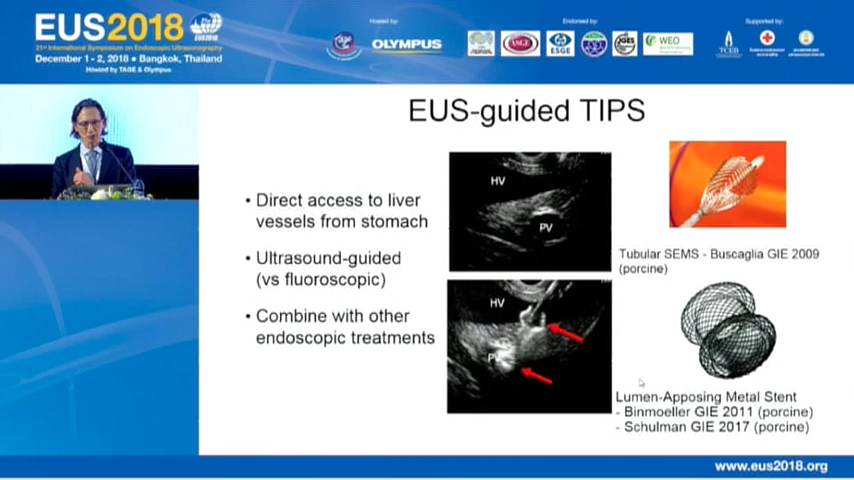 EUS2018
EUS2018
21st International Symposium on Endoscopic Ultrasonography
December 1 - 2, 2018 • Bangkok, Thailand
Hosted by TAGE & Olympus
Hosted by:
OLYMPUS
Endorsed by:
ASGE
ESGE
JGES
WEO
Supported by:
TCEB
EUS-guided TIPS
• Direct access to liver
vessels from stomach
• Ultrasound-guided
(vs fluoroscopic)
• Combine with other
endoscopic treatments
HV
PV
HV
Tubular SEMS - Buscaglia GIE 2009
(porcine)
Lumen-Apposing Metal Stent
- Binmoeller GIE 2011 (porcine)
- Schulman GIE 2017 (porcine)
www.eus2018.org